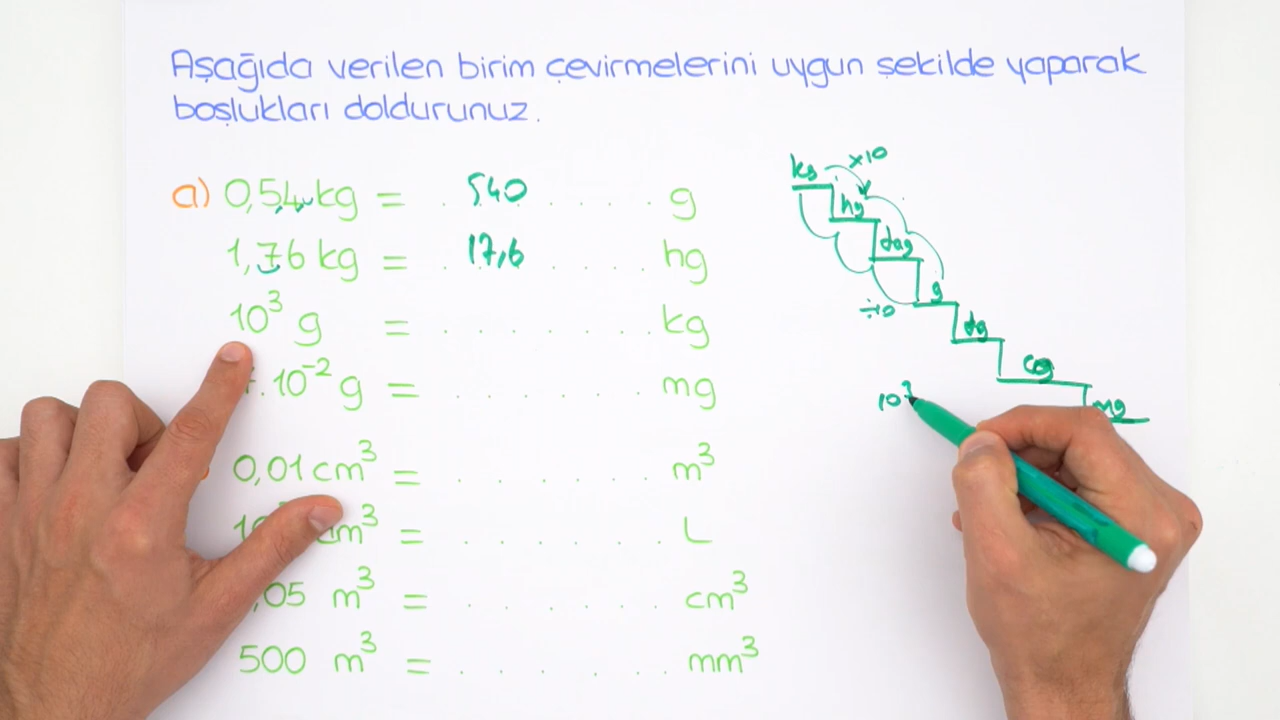 Aşağıda verilen birim çevirmelerini uygun şekilde yaparak
boşlukları doldurunuz.
a) 0,54 kg = 540 . . . . g
1,76 kg = . 17,6 . . . . hg
10³ g = . . . . . . . . kg
.10⁻² g = . . . . . . . mg
0,01 cm³ = . . . . . . . m³
m³ = . . . . . . . L
,05 m³ = . . . . . . cm³
500 m³ = . . . . . . mm³
kg ×10
hg
dag
g
÷10
dg
cg
mg
10